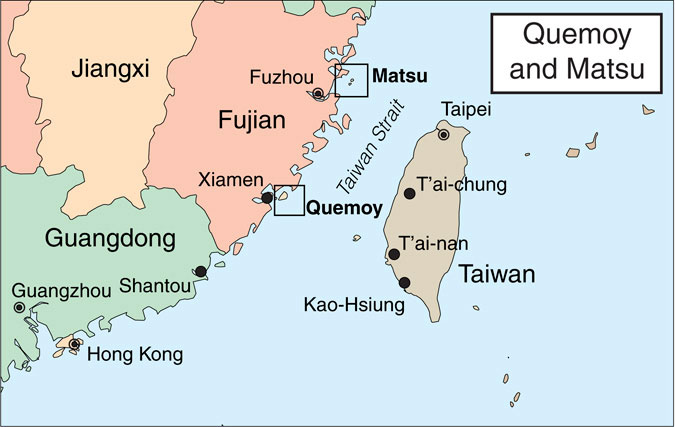 Quemoy
and Matsu
Jiangxi
Fuzhou
Matsu
Fujian
Taiwan Strait
Taipei
Xiamen
T'ai-chung
Quemoy
Guangdong
T'ai-nan
Taiwan
Guangzhou
Shantou
Kao-Hsiung
Hong Kong